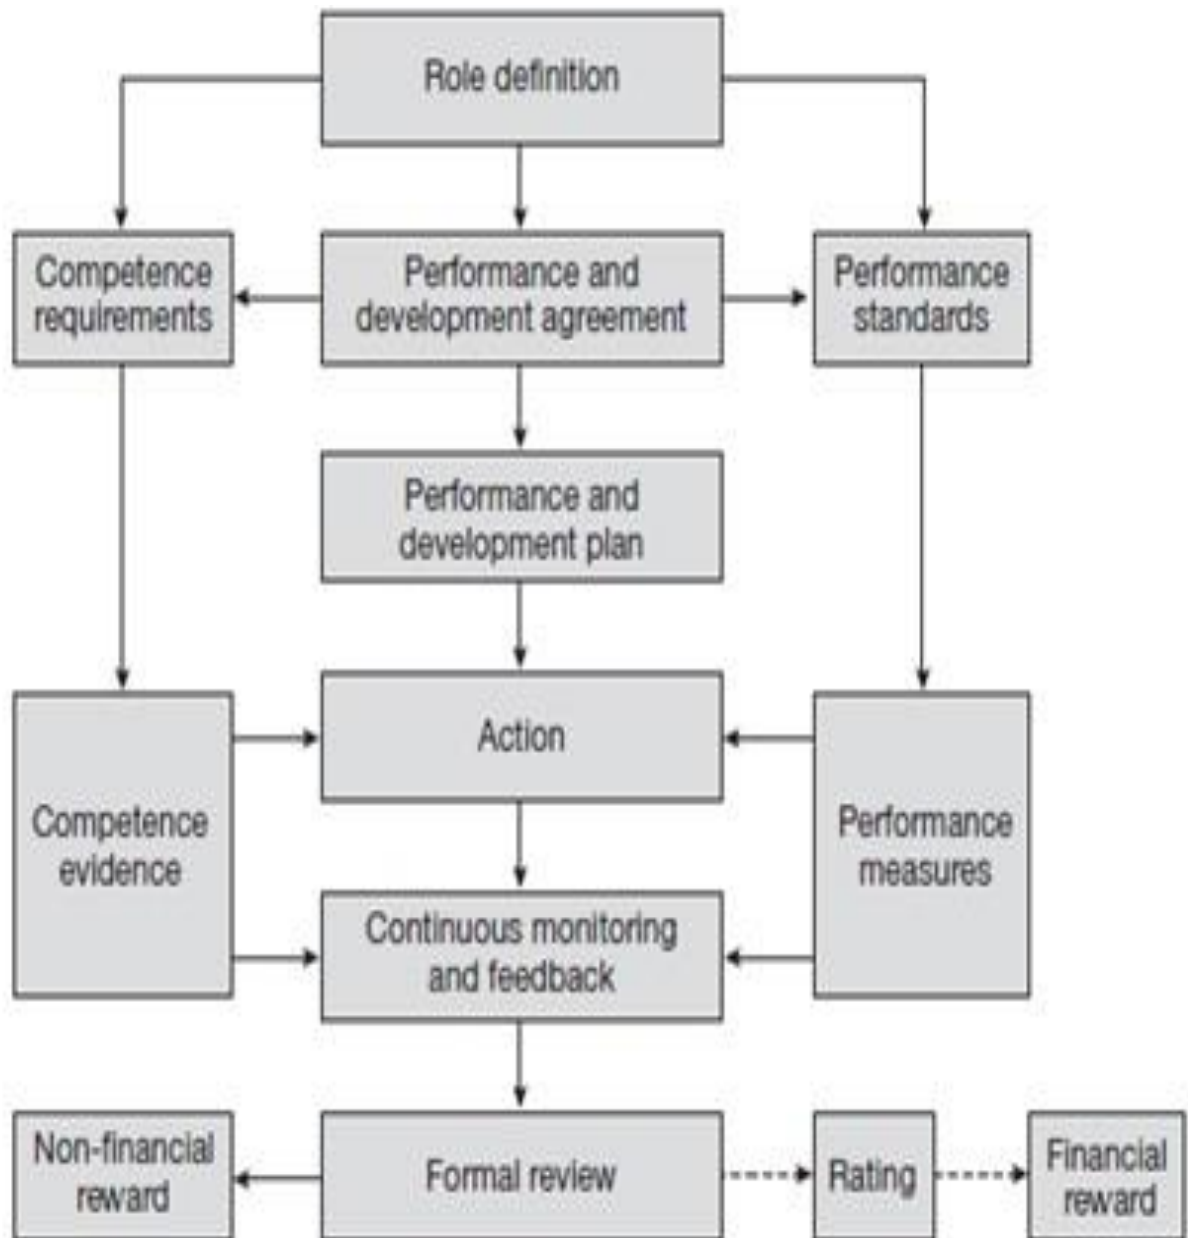 Role definition
Competence
requirements
Performance and
development agreement
Performance
standards
Performance and
development plan
Action
Competence
evidence
Performance
measures
Continuous monitoring
and feedback
Non-financial
reward
Formal review
Rating
Financial
reward